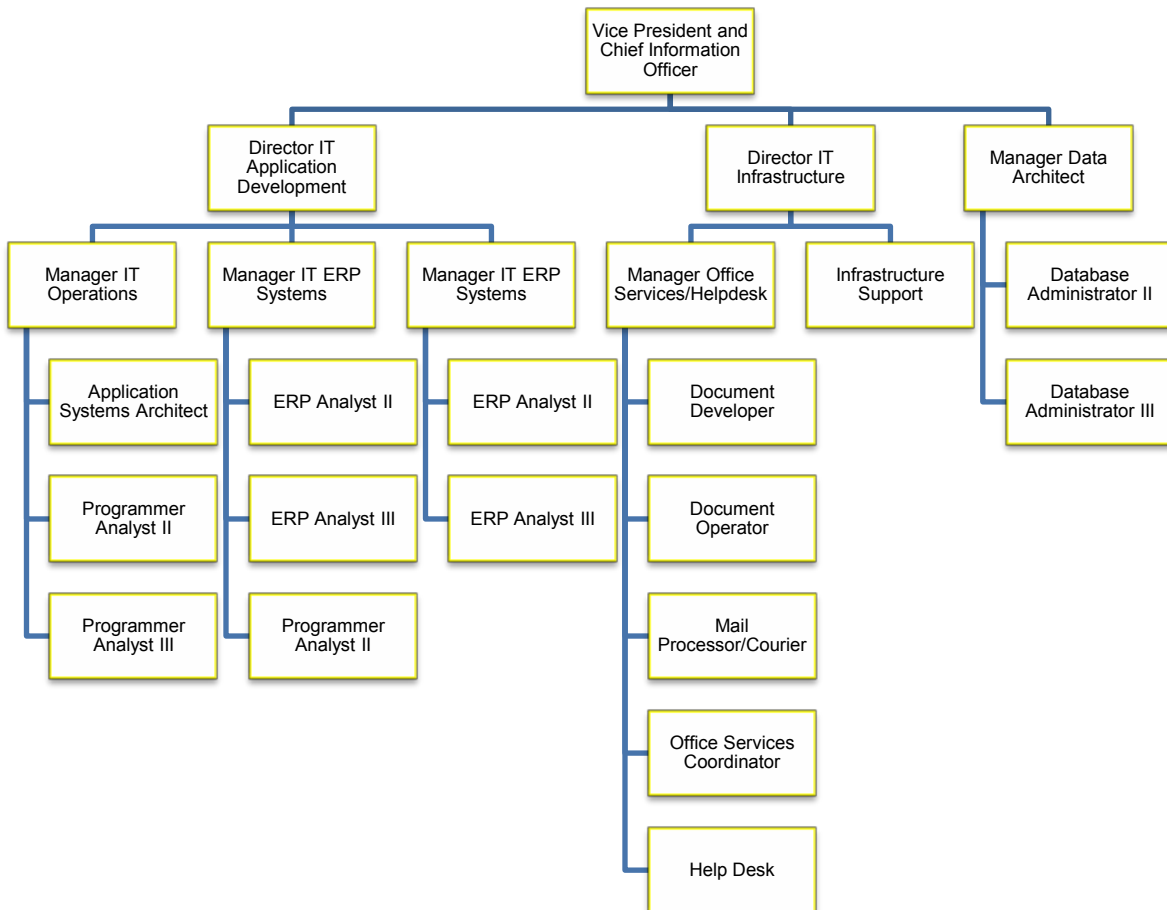 Vice President and
Chief Information
Officer
Director IT
Application
Development
Director IT
Infrastructure
Manager Data
Architect
Manager IT
Operations
Manager IT ERP
Systems
Manager IT ERP
Systems
Manager Office
Services/Helpdesk
Infrastructure
Support
Database
Administrator II
Application
Systems Architect
ERP Analyst II
ERP Analyst II
Document
Developer
Database
Administrator III
Programmer
Analyst II
ERP Analyst III
ERP Analyst III
Document
Operator
Programmer
Analyst III
Programmer
Analyst II
Mail
Processor/Courier
Office Services
Coordinator
Help Desk